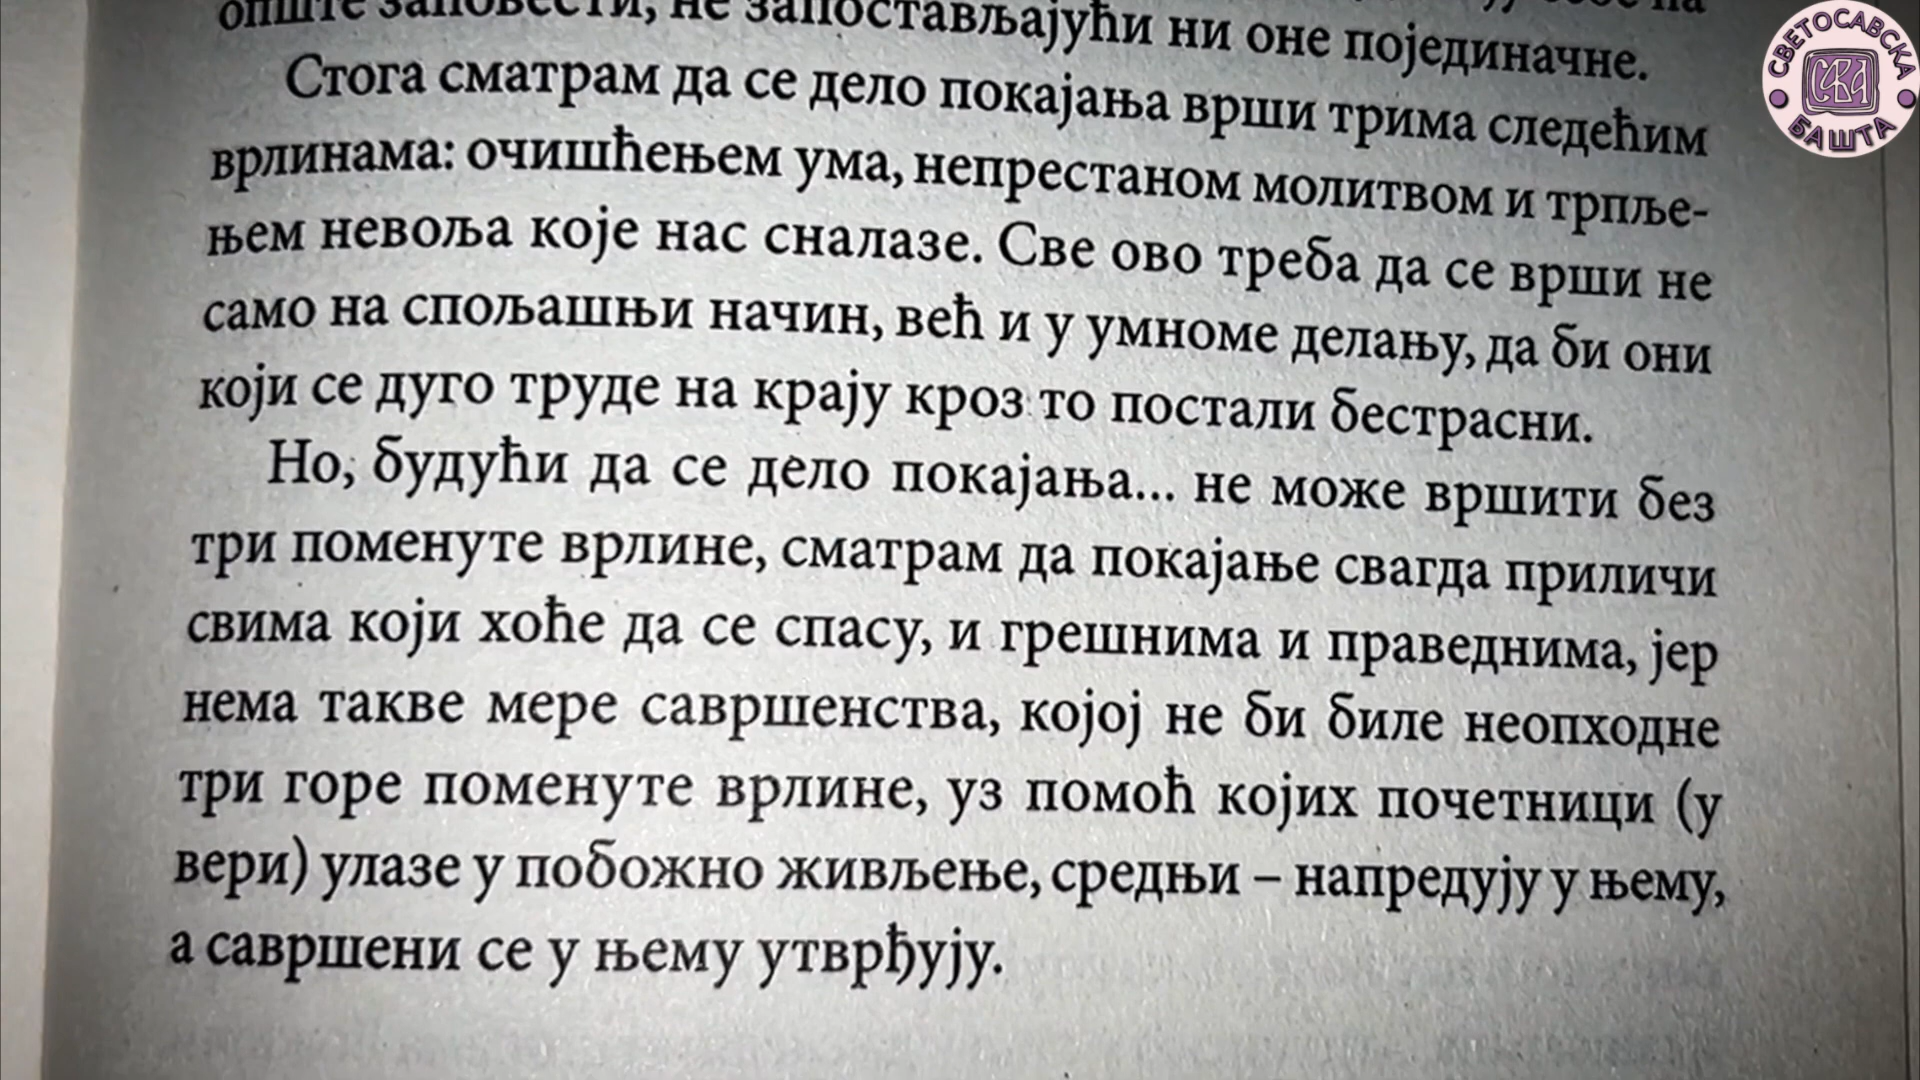 опште заповести, не запостављајући ни оне појединачне.
Стога сматрам да се дело покајања врши трима следећим
врлинама: очишћењем ума, непрестаном молитвом и трпље-
њем невоља које нас сналазе. Све ово треба да се врши не
само на спољашњи начин, већ и у умноме делању, да би они
који се дуго труде на крају кроз то постали бестрасни.
Но, будући да се дело покајања... не може вршити без
три поменуте врлине, сматрам да покајање свагда приличи
свима који хоће да се спасу, и грешнима и праведнима, јер
нема такве мере савршенства, којој не би биле неопходне
три горе поменуте врлине, уз помоћ којих почетници (у
вери) улазе у побожно живљење, средњи – напредују у њему,
а савршени се у њему утврђују.
СВЕТОСАВСКА
САВА
БАШТА